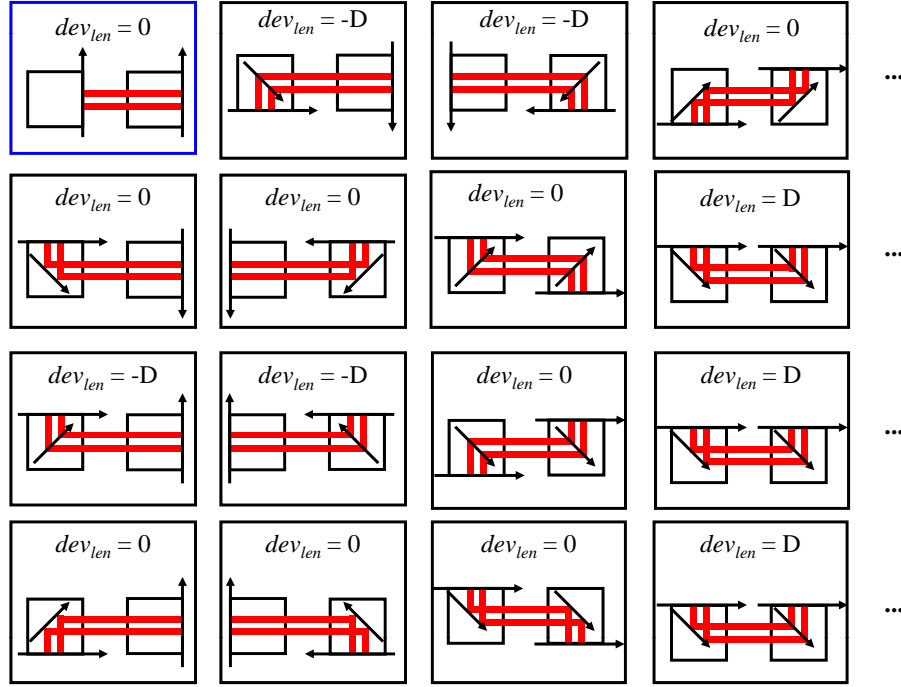 dev_len = 0
dev_len = -D
dev_len = -D
dev_len = 0
...
dev_len = 0
dev_len = 0
dev_len = 0
dev_len = D
...
dev_len = -D
dev_len = -D
dev_len = 0
dev_len = D
...
dev_len = 0
dev_len = 0
dev_len = 0
dev_len = D
...